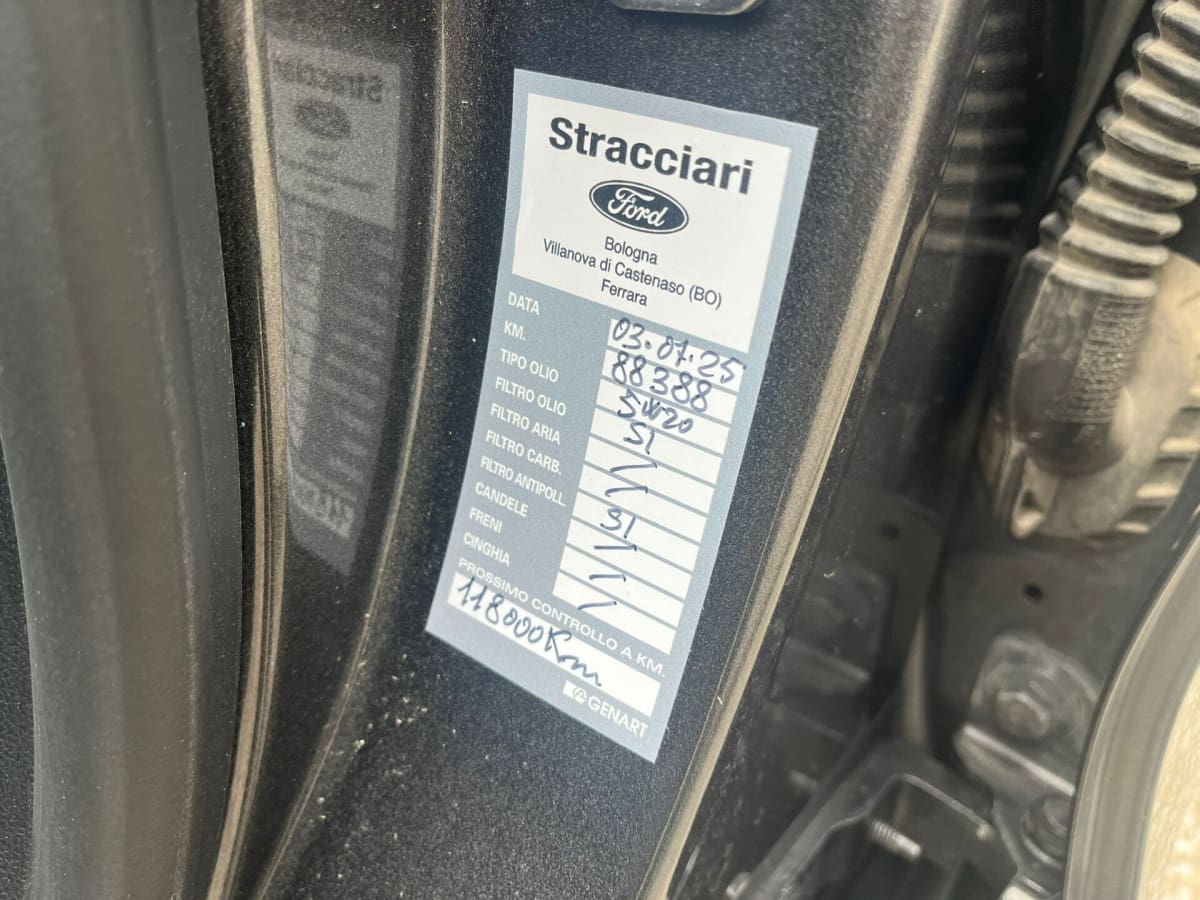 Stracciari
Ford
Bologna
Villanova di Castenaso (BO)
Ferrara
DATA 03.07.25
KM. 88388
TIPO OLIO 5W20
FILTRO OLIO SI
FILTRO ARIA \
FILTRO CARB. \
FILTRO ANTIPOLL. SI
CANDELE \
FRENI \
CINGHIA \
PROSSIMO CONTROLLO A KM.
118000Km
GENART
Stracciari